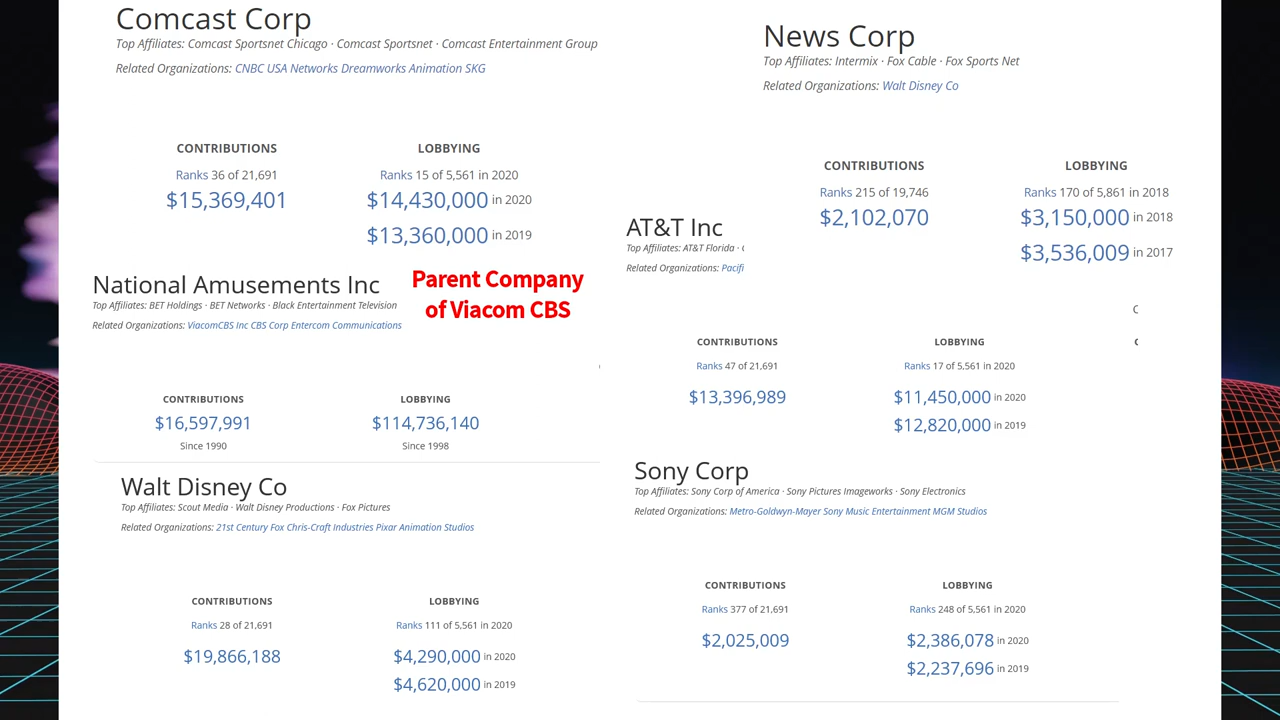 Comcast Corp
Top Affiliates: Comcast Sportsnet Chicago · Comcast Sportsnet · Comcast Entertainment Group
Related Organizations: CNBC USA Networks Dreamworks Animation SKG
CONTRIBUTIONS LOBBYING
Ranks 36 of 21,691 Ranks 15 of 5,561 in 2020
$15,369,401 $14,430,000 in 2020
$13,360,000 in 2019
News Corp
Top Affiliates: Intermix · Fox Cable · Fox Sports Net
Related Organizations: Walt Disney Co
CONTRIBUTIONS LOBBYING
Ranks 215 of 19,746 Ranks 170 of 5,861 in 2018
$2,102,070 $3,150,000 in 2018
$3,536,009 in 2017
National Amusements Inc
Top Affiliates: BET Holdings · BET Networks · Black Entertainment Television
Related Organizations: ViacomCBS Inc CBS Corp Entercom Communications
Parent Company
of Viacom CBS
CONTRIBUTIONS LOBBYING
$16,597,991 $114,736,140
Since 1990 Since 1998
AT&T Inc
Top Affiliates: AT&T Florida ·
Related Organizations: Pacifi
CONTRIBUTIONS LOBBYING
Ranks 47 of 21,691 Ranks 17 of 5,561 in 2020
$13,396,989 $11,450,000 in 2020
$12,820,000 in 2019
Walt Disney Co
Top Affiliates: Scout Media · Walt Disney Productions · Fox Pictures
Related Organizations: 21st Century Fox Chris-Craft Industries Pixar Animation Studios
CONTRIBUTIONS LOBBYING
Ranks 28 of 21,691 Ranks 111 of 5,561 in 2020
$19,866,188 $4,290,000 in 2020
$4,620,000 in 2019
Sony Corp
Top Affiliates: Sony Corp of America · Sony Pictures Imageworks · Sony Electronics
Related Organizations: Metro-Goldwyn-Mayer Sony Music Entertainment MGM Studios
CONTRIBUTIONS LOBBYING
Ranks 377 of 21,691 Ranks 248 of 5,561 in 2020
$2,025,009 $2,386,078 in 2020
$2,237,696 in 2019